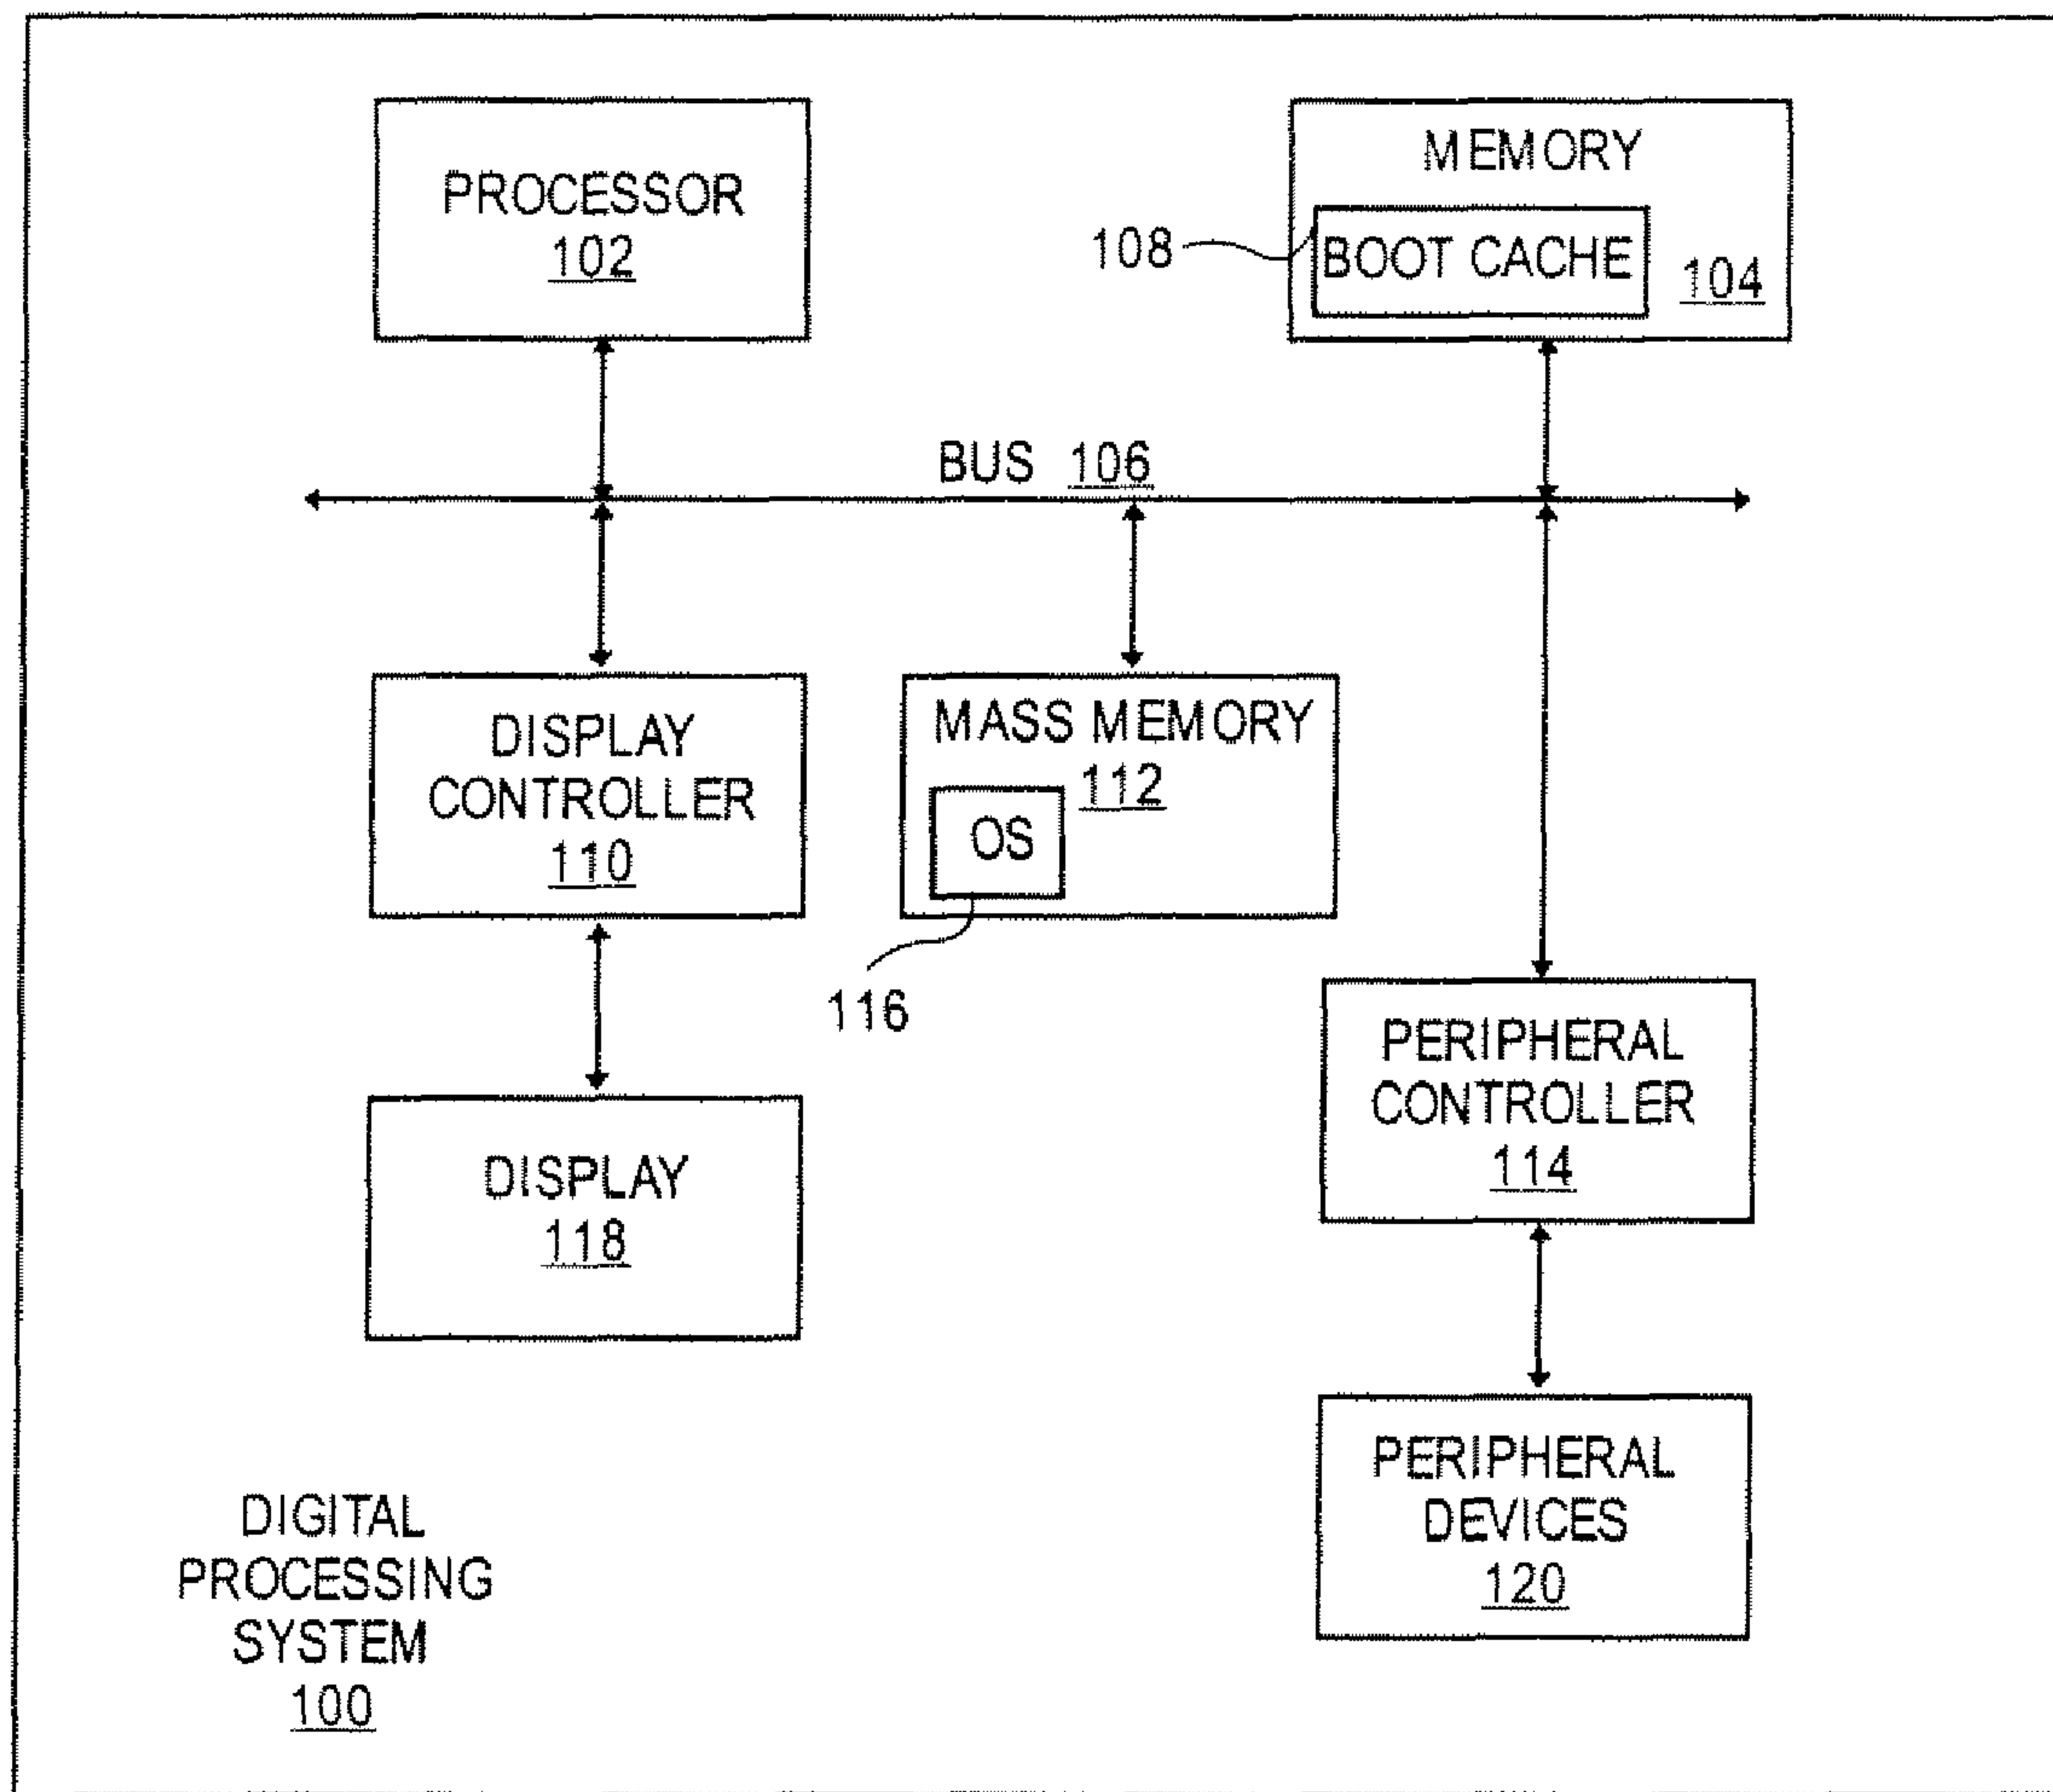 PROCESSOR
102
MEMORY
108
BOOT CACHE
104
BUS 106
DISPLAY
CONTROLLER
110
MASS MEMORY
112
OS
116
PERIPHERAL
CONTROLLER
114
DISPLAY
118
PERIPHERAL
DEVICES
120
DIGITAL
PROCESSING
SYSTEM
100